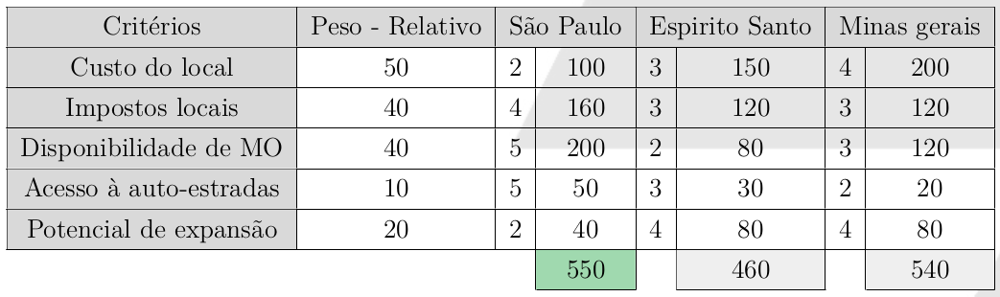 Critérios Peso - Relativo São Paulo Espirito Santo Minas gerais
Custo do local 50 2 100 3 150 4 200
Impostos locais 40 4 160 3 120 3 120
Disponibilidade de MO 40 5 200 2 80 3 120
Acesso à auto-estradas 10 5 50 3 30 2 20
Potencial de expansão 20 2 40 4 80 4 80
550 460 540